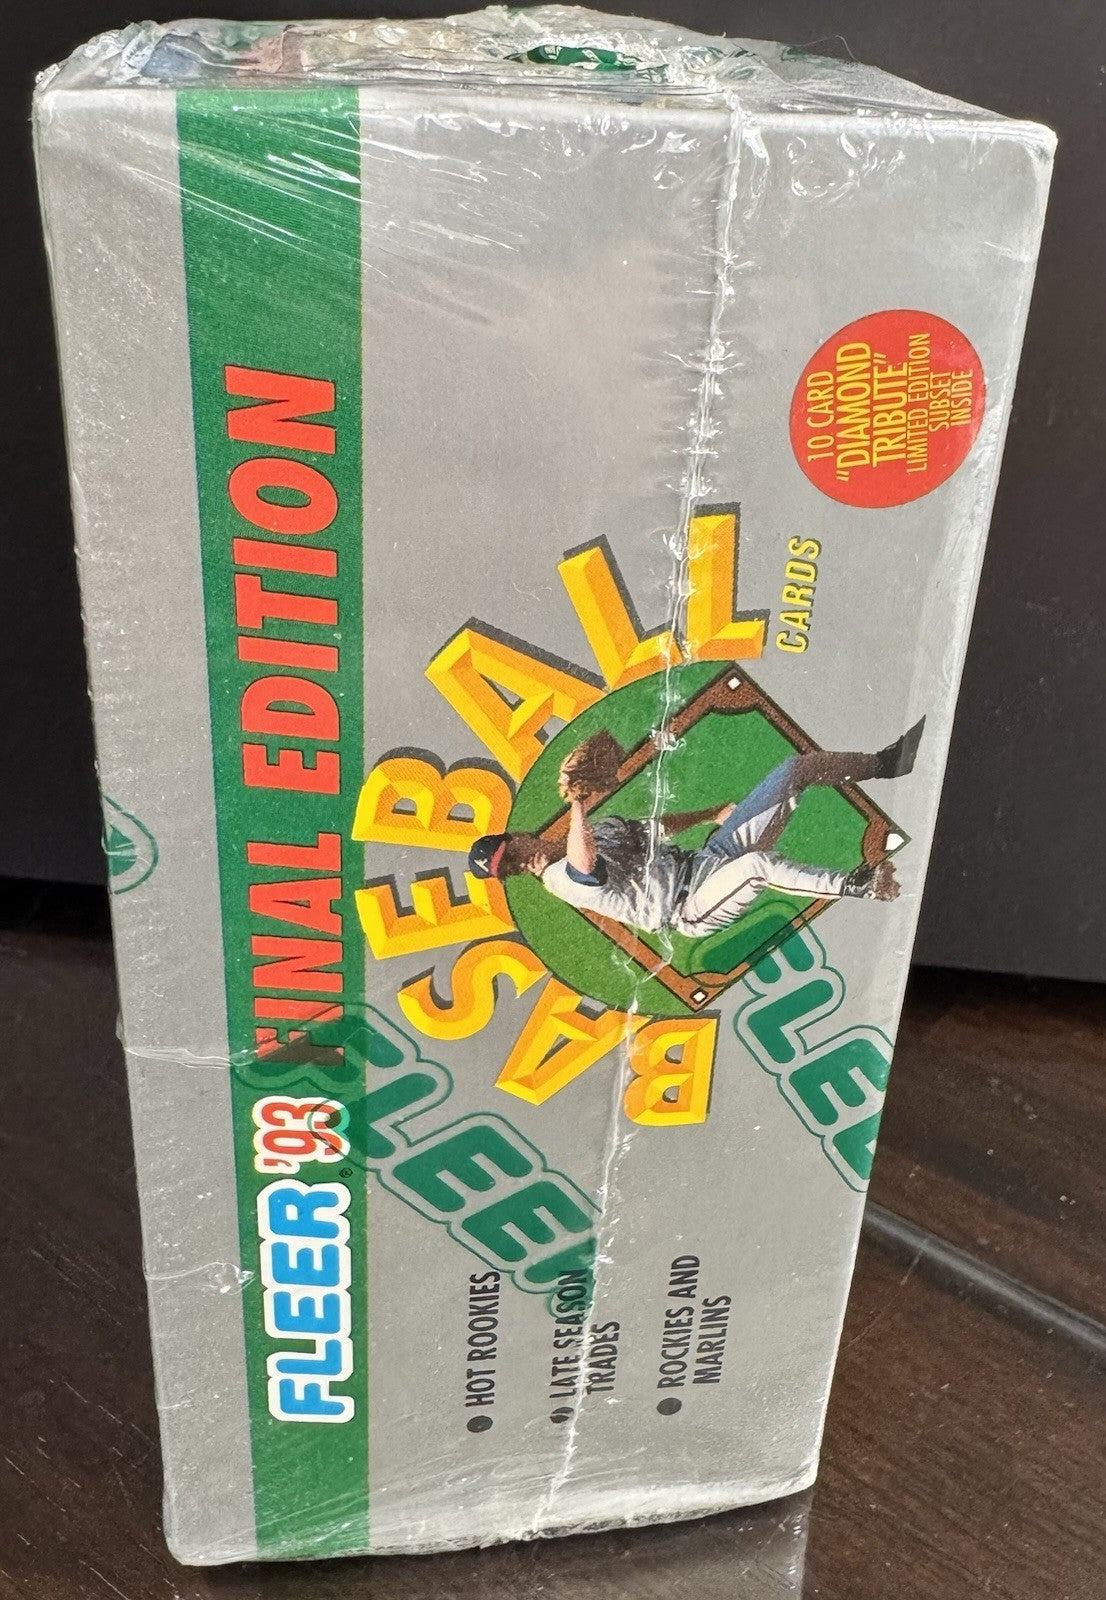 FLEER '93 FINAL EDITION
®
BASEBALL
CARDS
10 CARD
"DIAMOND
TRIBUTE"
LIMITED EDITION
SUBSET
INSIDE
● HOT ROOKIES
● LATE SEASON
TRADES
● ROCKIES AND
MARLINS
FLEER
FLEER